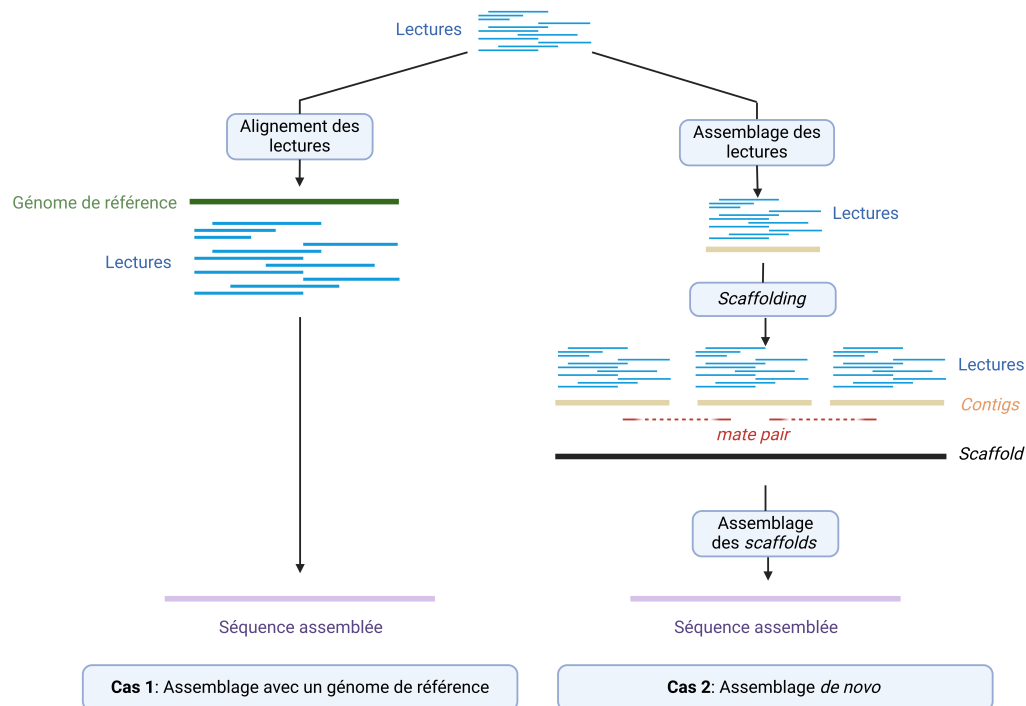 Lectures
Alignement des
lectures
Assemblage des
lectures
Génome de référence
Lectures
Lectures
Scaffolding
Lectures
Contigs
mate pair
Scaffold
Assemblage
des scaffolds
Séquence assemblée
Séquence assemblée
Cas 1: Assemblage avec un génome de référence
Cas 2: Assemblage de novo